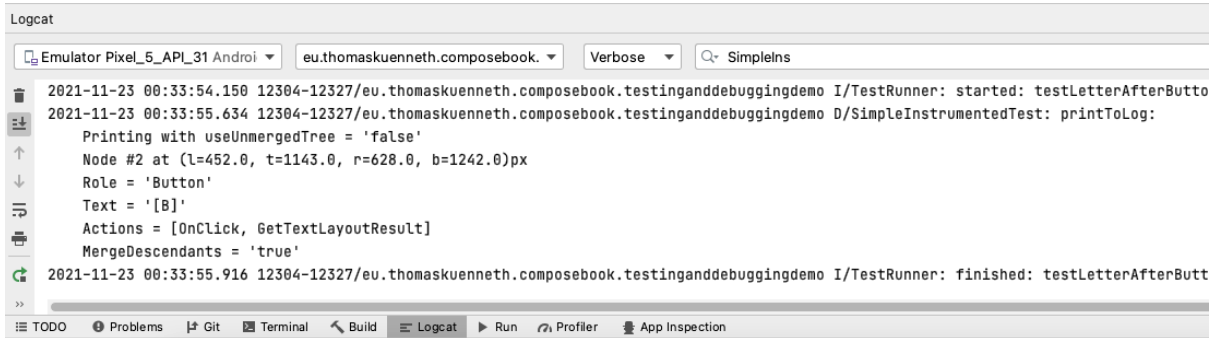 Logcat
Emulator Pixel_5_API_31 Androi eu.thomaskuenneth.composebook. Verbose SimpleIns
2021-11-23 00:33:54.150 12304-12327/eu.thomaskuenneth.composebook.testinganddebuggingdemo I/TestRunner: started: testLetterAfterButto
2021-11-23 00:33:55.634 12304-12327/eu.thomaskuenneth.composebook.testinganddebuggingdemo D/SimpleInstrumentedTest: printToLog:
Printing with useUnmergedTree = 'false'
Node #2 at (l=452.0, t=1143.0, r=628.0, b=1242.0)px
Role = 'Button'
Text = '[B]'
Actions = [OnClick, GetTextLayoutResult]
MergeDescendants = 'true'
2021-11-23 00:33:55.916 12304-12327/eu.thomaskuenneth.composebook.testinganddebuggingdemo I/TestRunner: finished: testLetterAfterButt
TODO Problems Git Terminal Build Logcat Run Profiler App Inspection